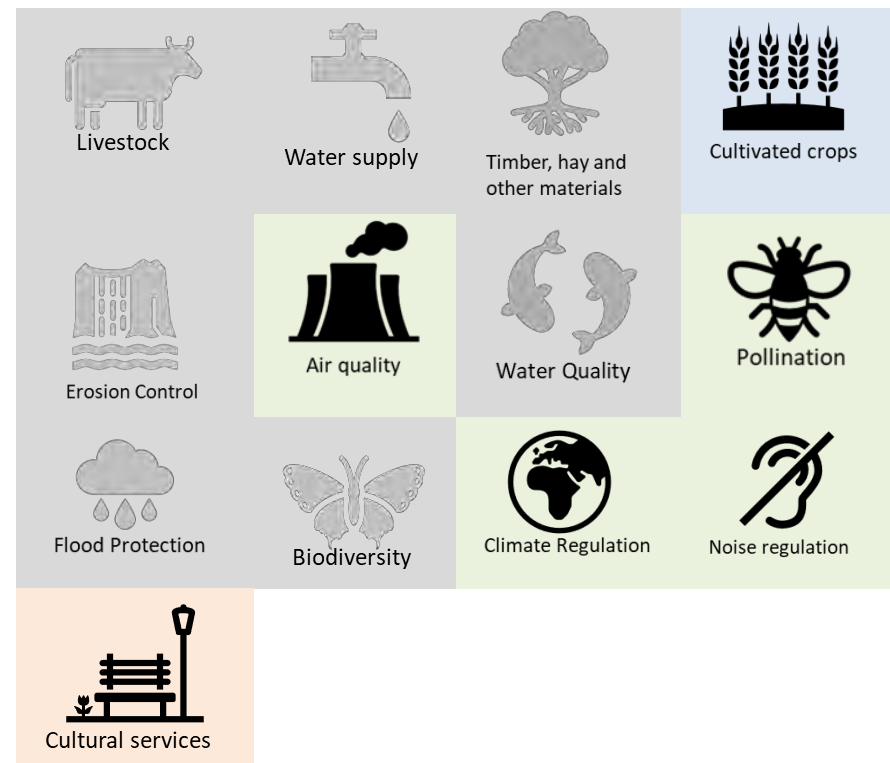 Livestock
Water supply
Timber, hay and
other materials
Cultivated crops
Erosion Control
Air quality
Water Quality
Pollination
Flood Protection
Biodiversity
Climate Regulation
Noise regulation
Cultural services